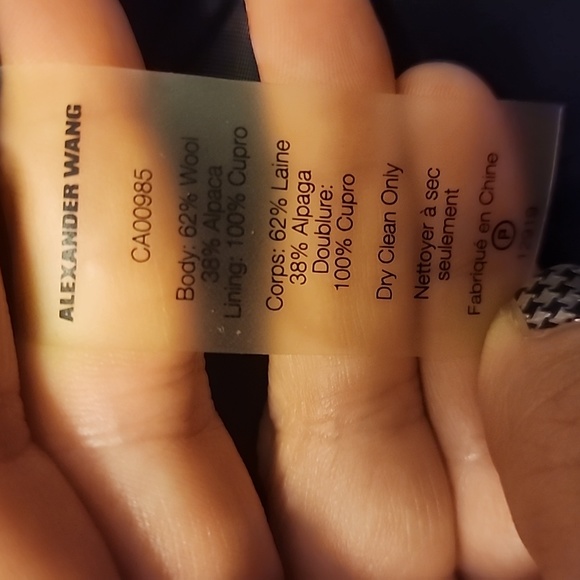 ALEXANDER WANG
CA00985
Body: 62% Wool
38% Alpaca
Lining: 100% Cupro
Corps: 62% Laine
38% Alpaga
Doublure:
100% Cupro
Dry Clean Only
Nettoyer à sec
seulement
Fabriqué en Chine
P